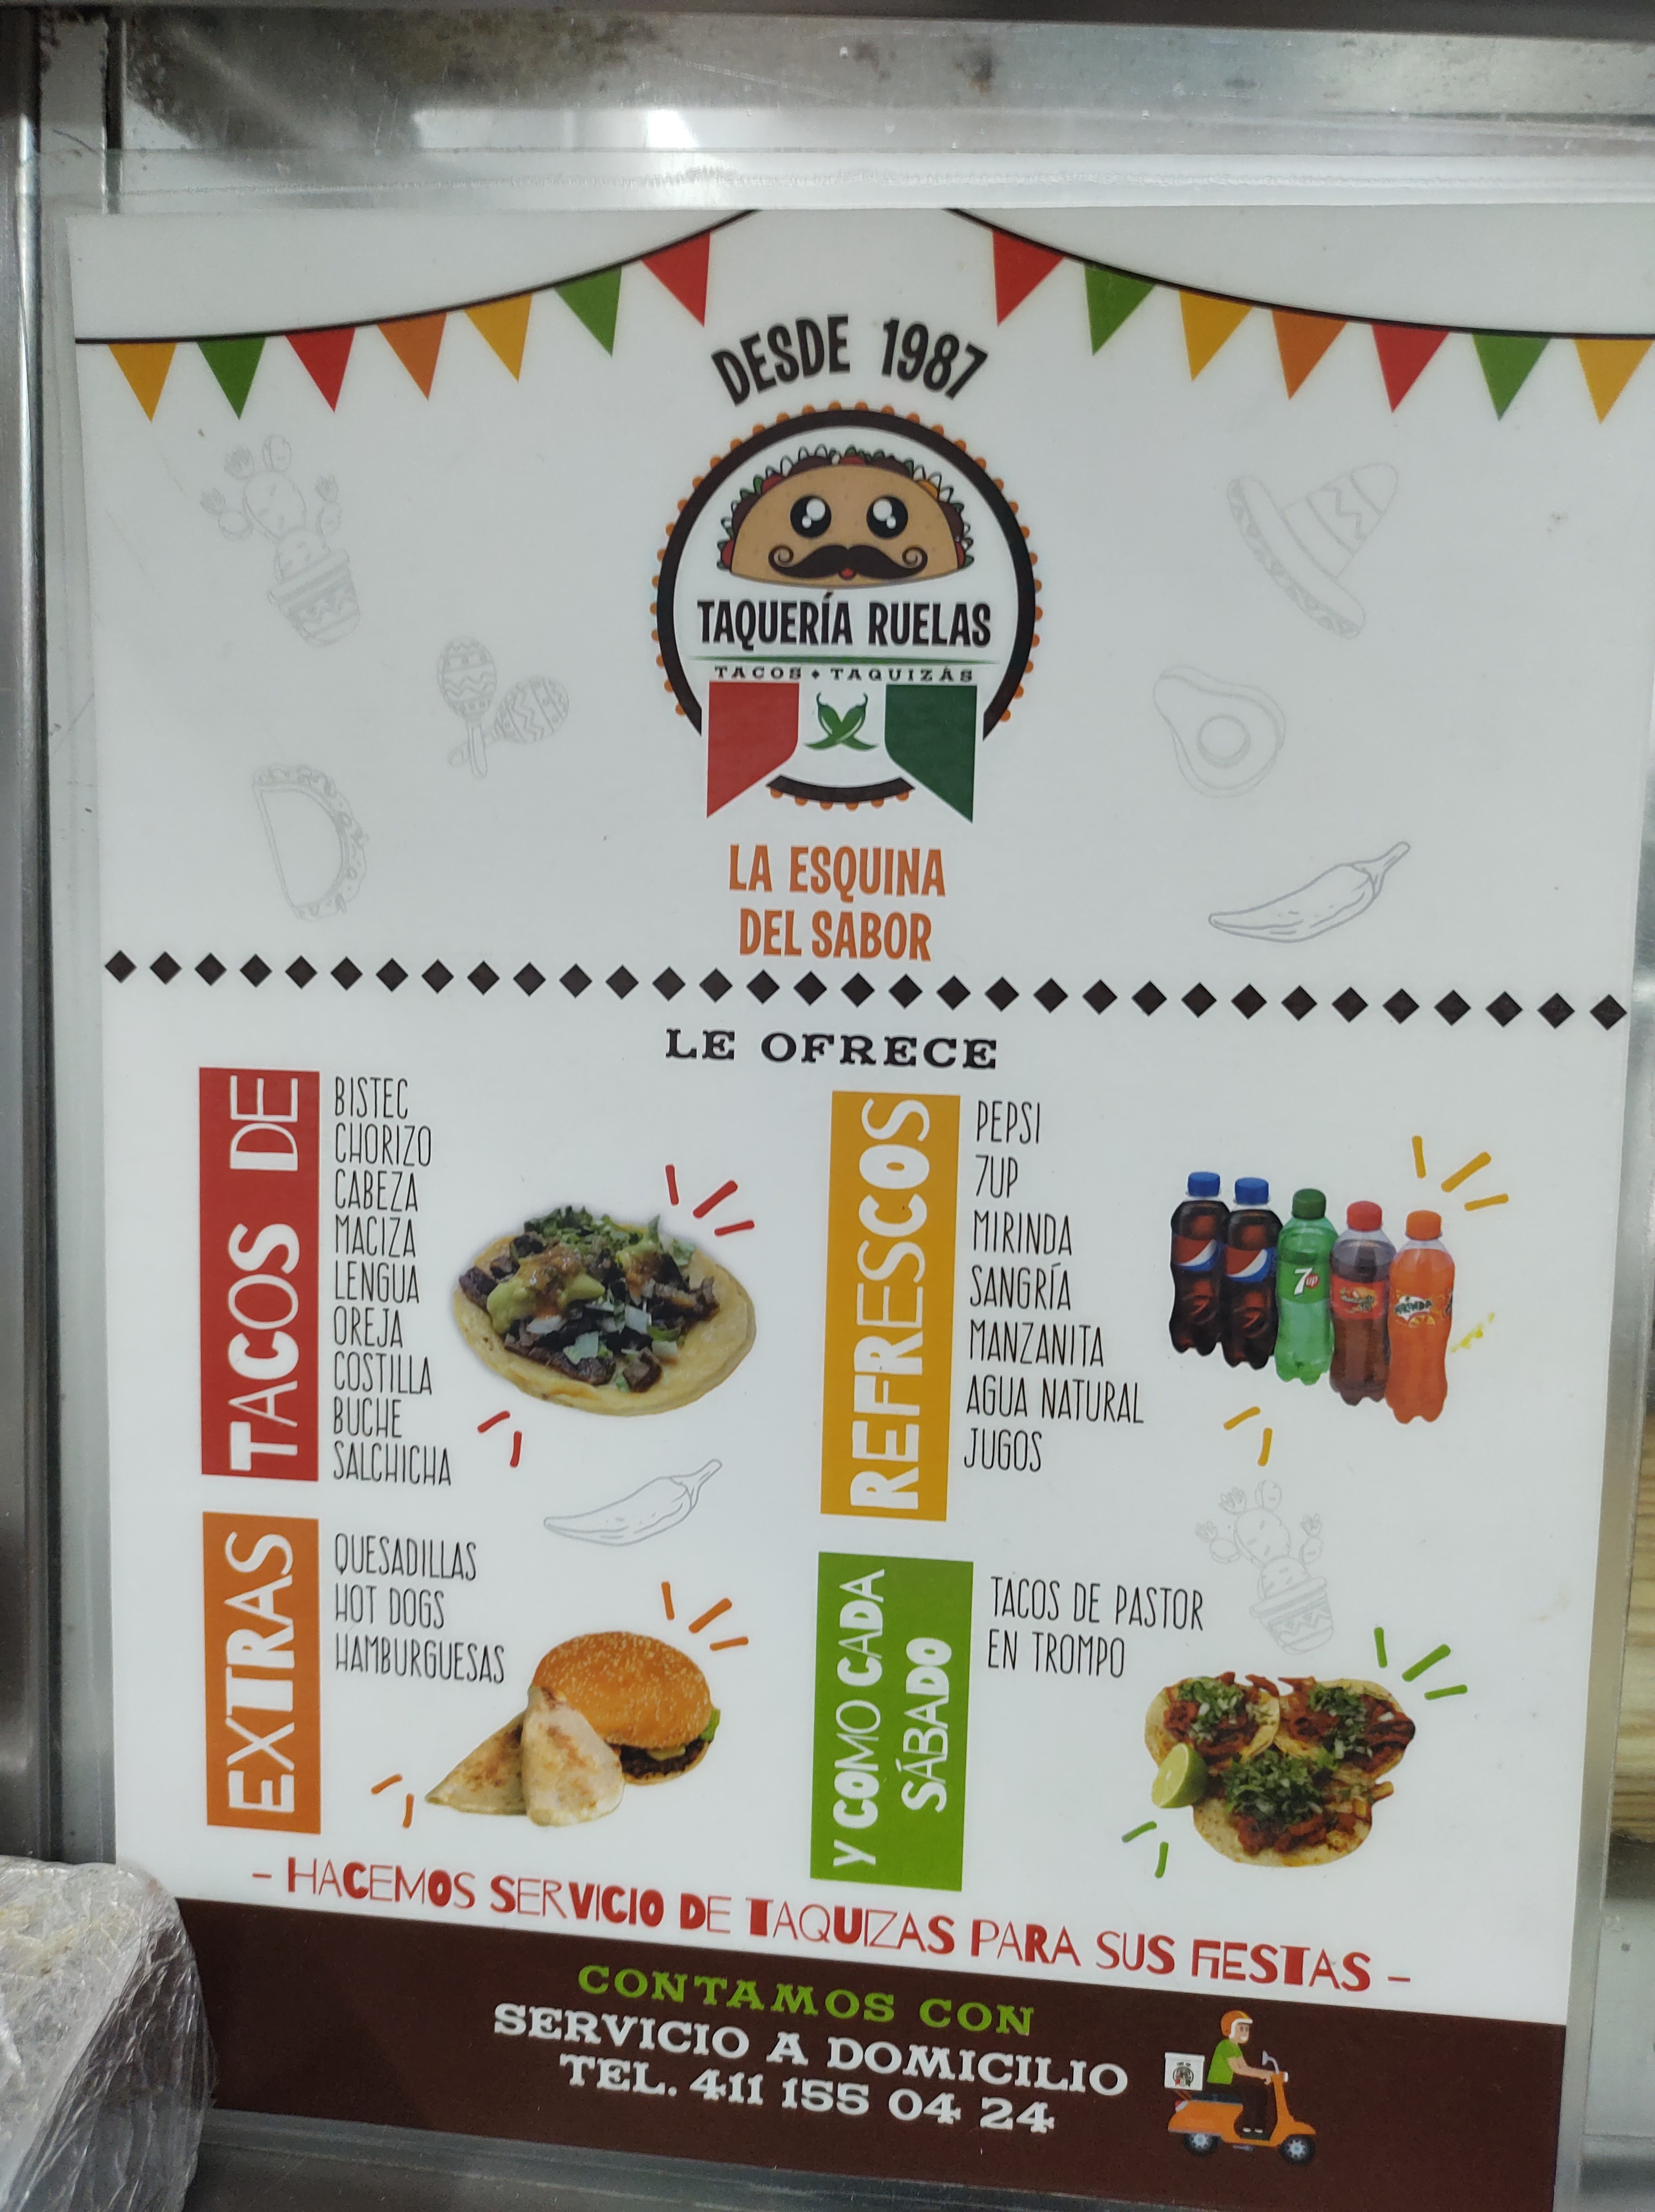 DESDE 1987
TAQUERÍA RUELAS
TACOS • TAQUIZÁS
LA ESQUINA
DEL SABOR
LE OFRECE
TACOS DE
BISTEC
CHORIZO
CABEZA
MACIZA
LENGUA
OREJA
COSTILLA
BUCHE
SALCHICHA
REFRESCOS
PEPSI
7UP
MIRINDA
SANGRÍA
MANZANITA
AGUA NATURAL
JUGOS
7up
MIRINDA
EXTRAS
QUESADILLAS
HOT DOGS
HAMBURGUESAS
Y COMO CADA
SÁBADO
TACOS DE PASTOR
EN TROMPO
- HACEMOS SERVICIO DE TAQUIZAS PARA SUS FIESTAS -
CONTAMOS CON
SERVICIO A DOMICILIO
TEL. 411 155 04 24